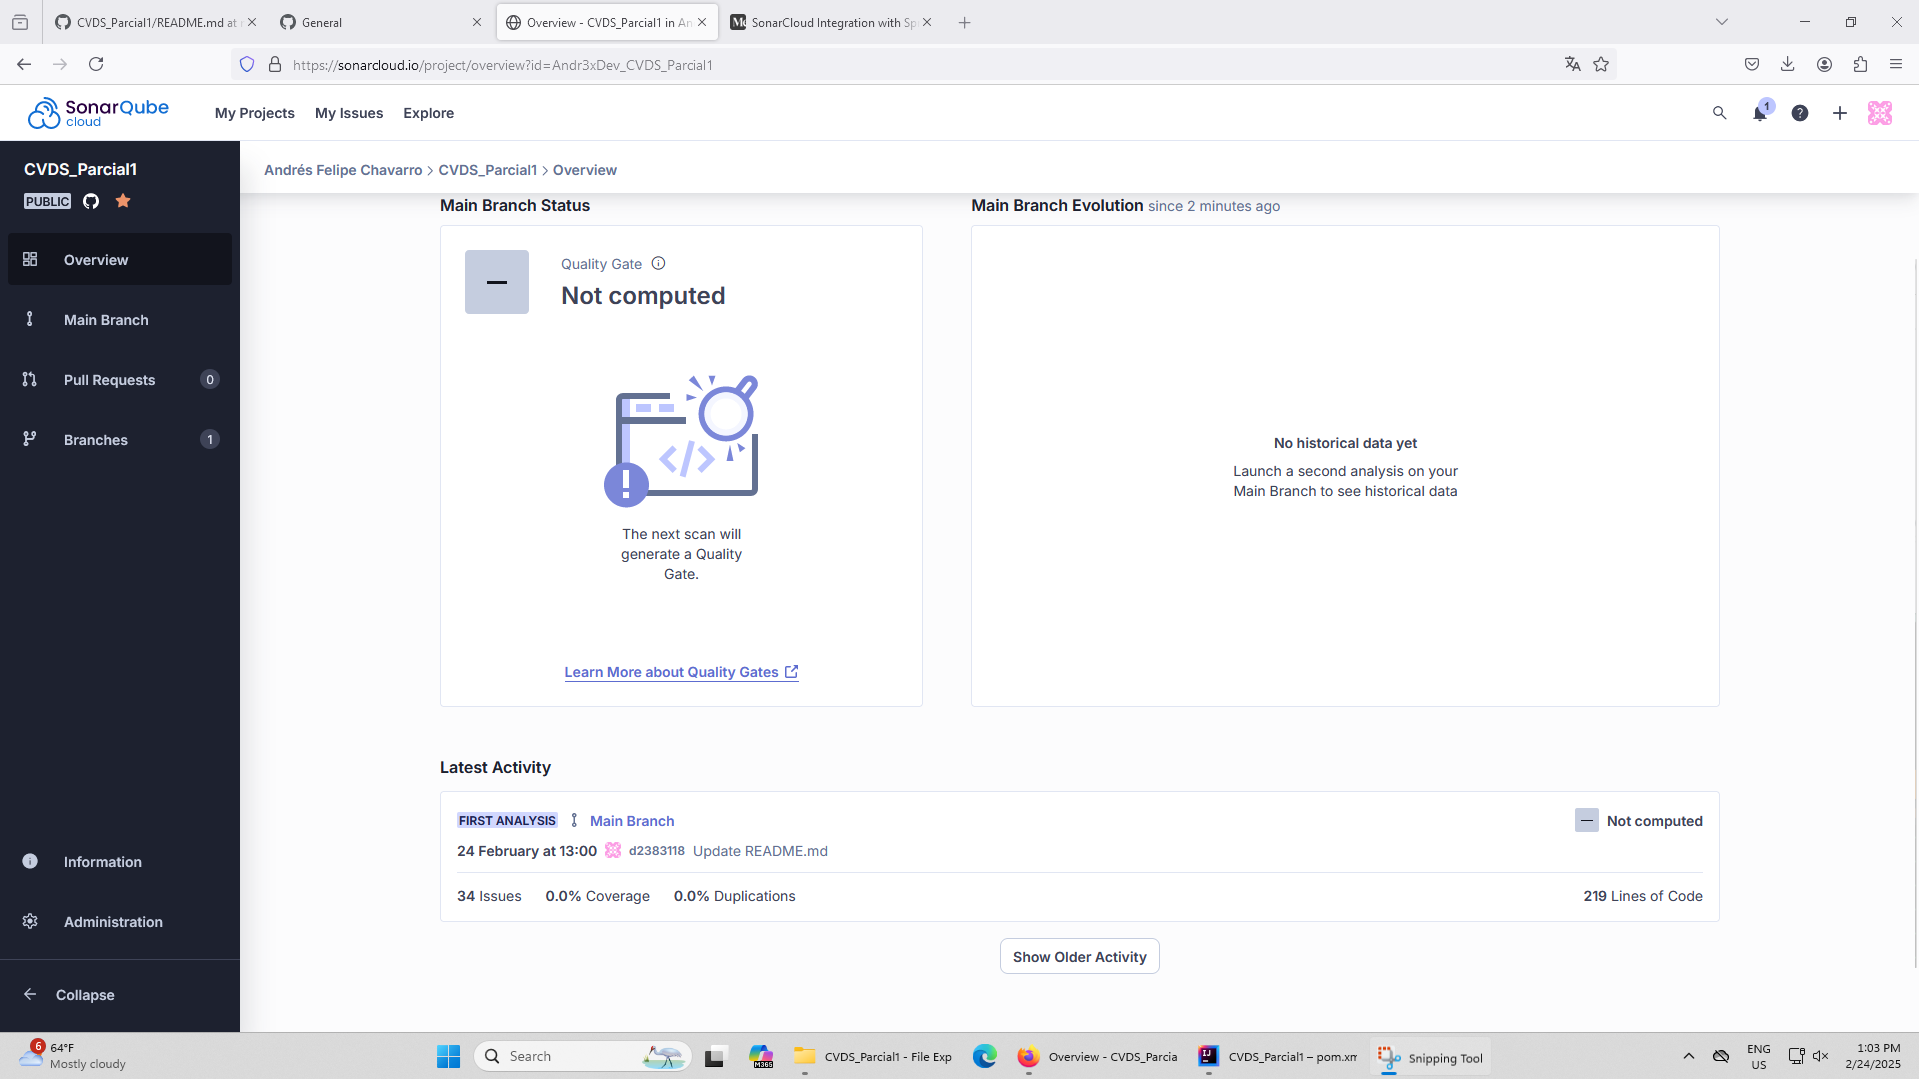 CVDS_Parcial1/README.md at
General
Overview - CVDS_Parcial1 in An
SonarCloud Integration with Sp
https://sonarcloud.io/project/overview?id=Andr3xDev_CVDS_Parcial1
SonarQube
cloud
My Projects
My Issues
Explore
1
?
CVDS_Parcial1
PUBLIC
Andrés Felipe Chavarro > CVDS_Parcial1 > Overview
Overview
Main Branch
Pull Requests 0
Branches 1
Information
Administration
Collapse
Main Branch Status
Quality Gate
Not computed
The next scan will
generate a Quality
Gate.
Learn More about Quality Gates
Main Branch Evolution since 2 minutes ago
No historical data yet
Launch a second analysis on your
Main Branch to see historical data
Latest Activity
FIRST ANALYSIS Main Branch
Not computed
24 February at 13:00 d2383118 Update README.md
34 Issues 0.0% Coverage 0.0% Duplications
219 Lines of Code
Show Older Activity
6
64°F
Mostly cloudy
Search
M365
CVDS_Parcial1 - File Exp
Overview - CVDS_Parcia
IJ
CVDS_Parcial1 – pom.xm
Snipping Tool
ENG
US
1:03 PM
2/24/2025